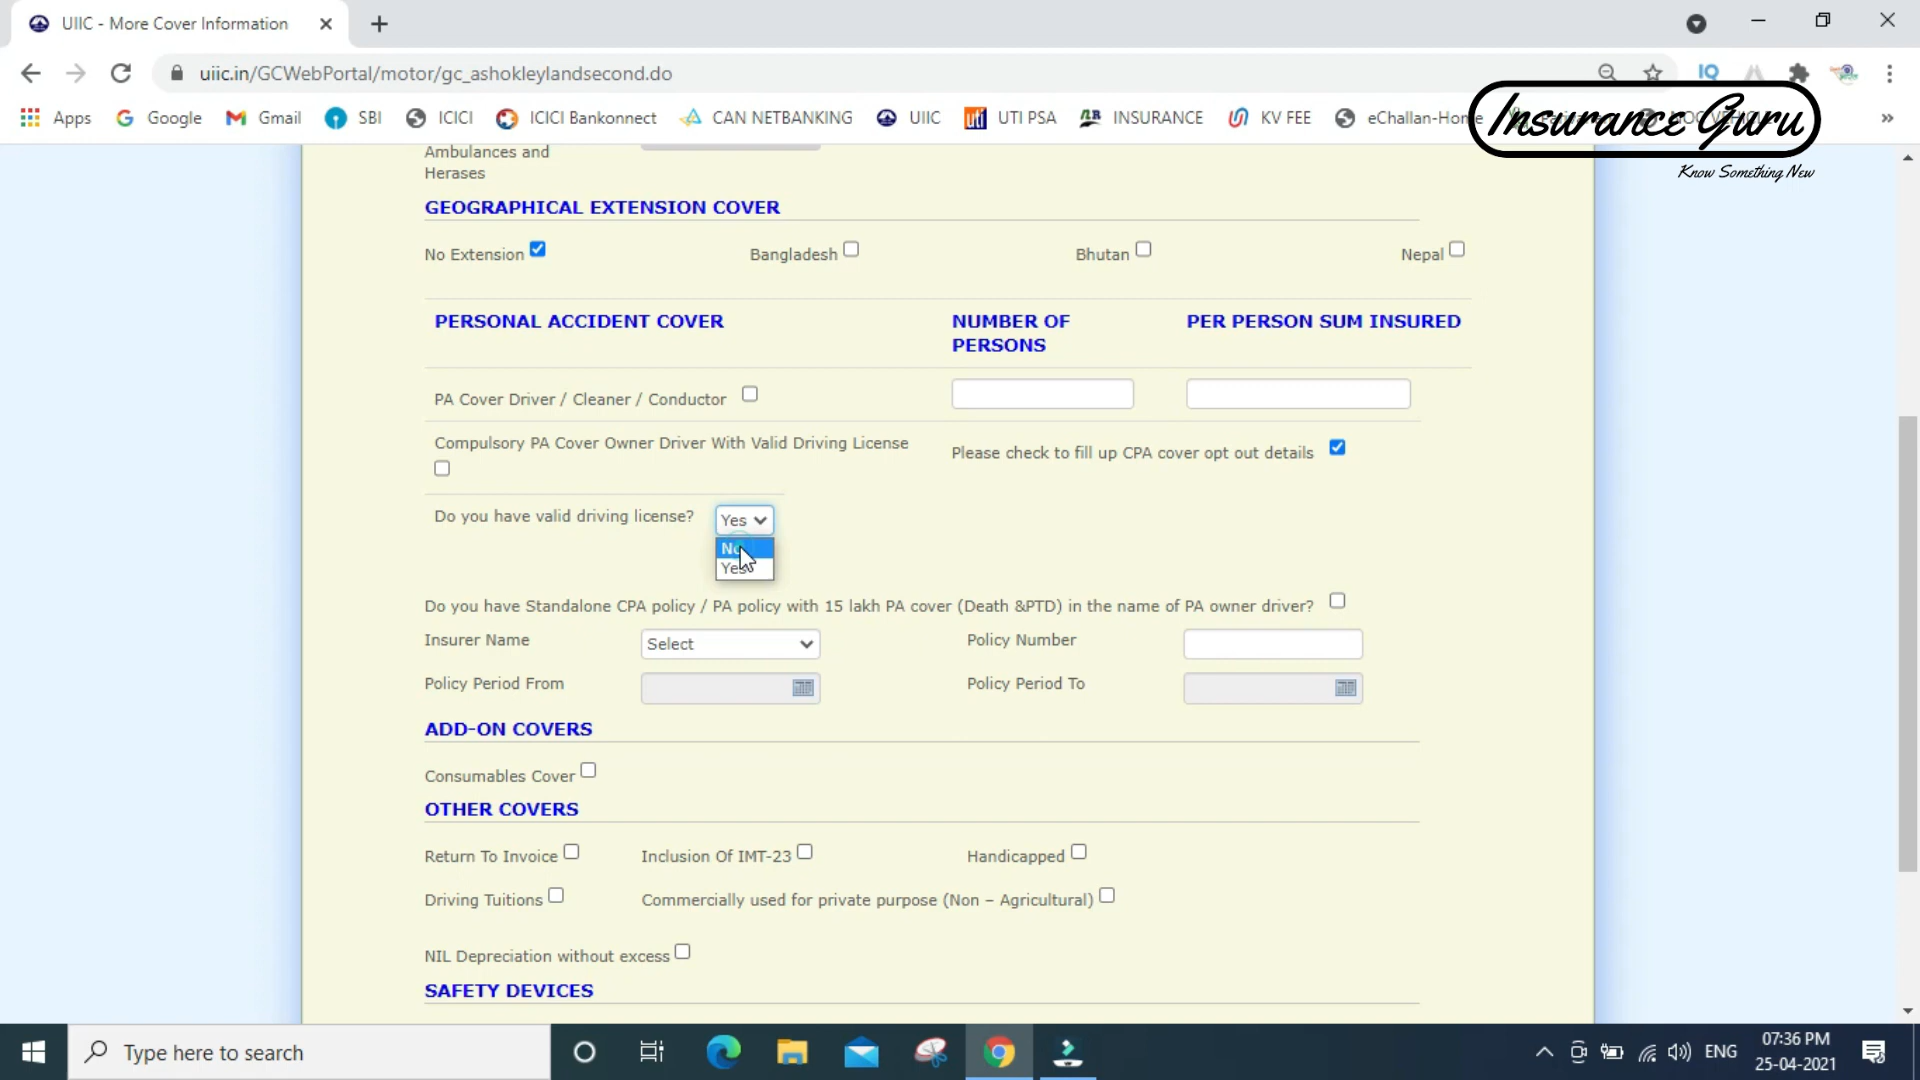 UIIC - More Cover Information
uiic.in/GCWebPortal/motor/gc_ashokleylandsecond.do
IQ
Apps Google Gmail SBI ICICI ICICI Bankonnect CAN NETBANKING UIIC UTI PSA INSURANCE KV FEE eChallan-Home »
Insurance Guru
Know Something New
Ambulances and
Herases
GEOGRAPHICAL EXTENSION COVER
No Extension Bangladesh Bhutan Nepal
PERSONAL ACCIDENT COVER NUMBER OF PERSONS PER PERSON SUM INSURED
PA Cover Driver / Cleaner / Conductor
Compulsory PA Cover Owner Driver With Valid Driving License
Please check to fill up CPA cover opt out details
Do you have valid driving license? Yes
No
Yes
Do you have Standalone CPA policy / PA policy with 15 lakh PA cover (Death &PTD) in the name of PA owner driver?
Insurer Name Select Policy Number
Policy Period From Policy Period To
ADD-ON COVERS
Consumables Cover
OTHER COVERS
Return To Invoice Inclusion Of IMT-23 Handicapped
Driving Tuitions Commercially used for private purpose (Non – Agricultural)
NIL Depreciation without excess
SAFETY DEVICES
Type here to search
ENG
07:36 PM
25-04-2021